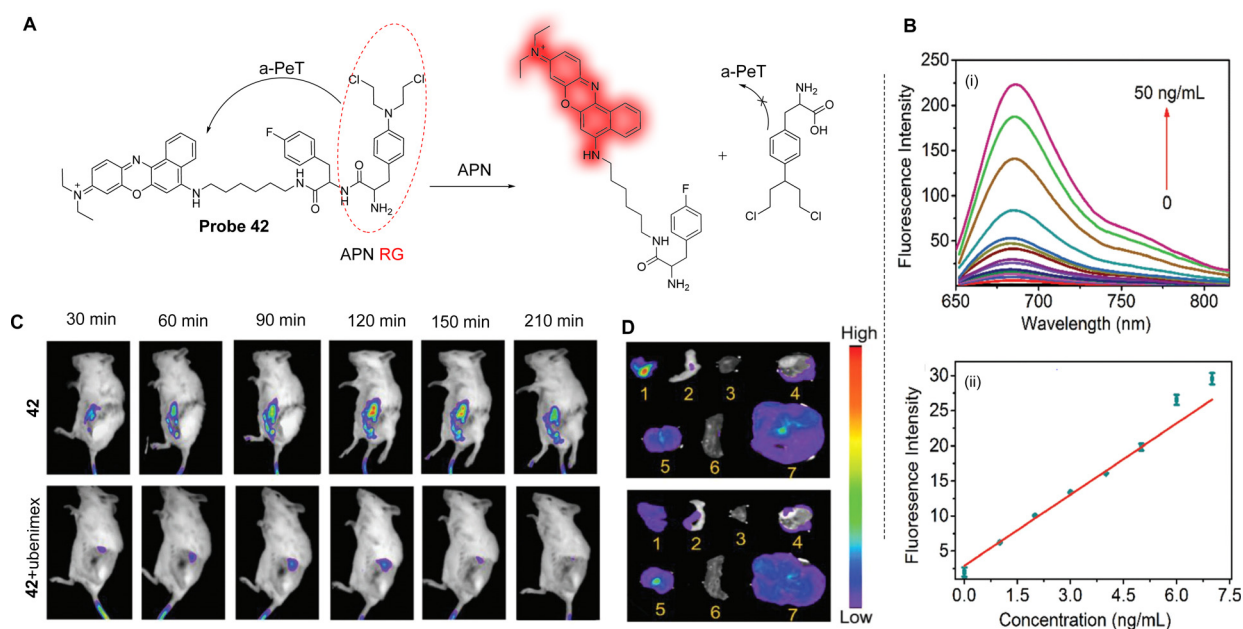 A
a-PeT
Cl
Cl
N
F
N
O
N+
HN
H
N
O
N
H
O
NH2
Probe 42
APN RG
APN
N+
N
O
HN
HN
O
F
NH2
+
a-PeT
NH2
O
OH
Cl
Cl
B
(i)
Fluorescence Intensity
250
200
150
100
50
50 ng/mL
0
650
700
750
800
Wavelength (nm)
(ii)
Fluoresence Intensity
30
25
20
15
10
5
0.0
1.5
3.0
4.5
6.0
7.5
Concentration (ng/mL)
C
30 min
60 min
90 min
120 min
150 min
210 min
42
42+ubenimex
D
1
2
3
4
5
6
7
1
2
3
4
5
6
7
High
Low